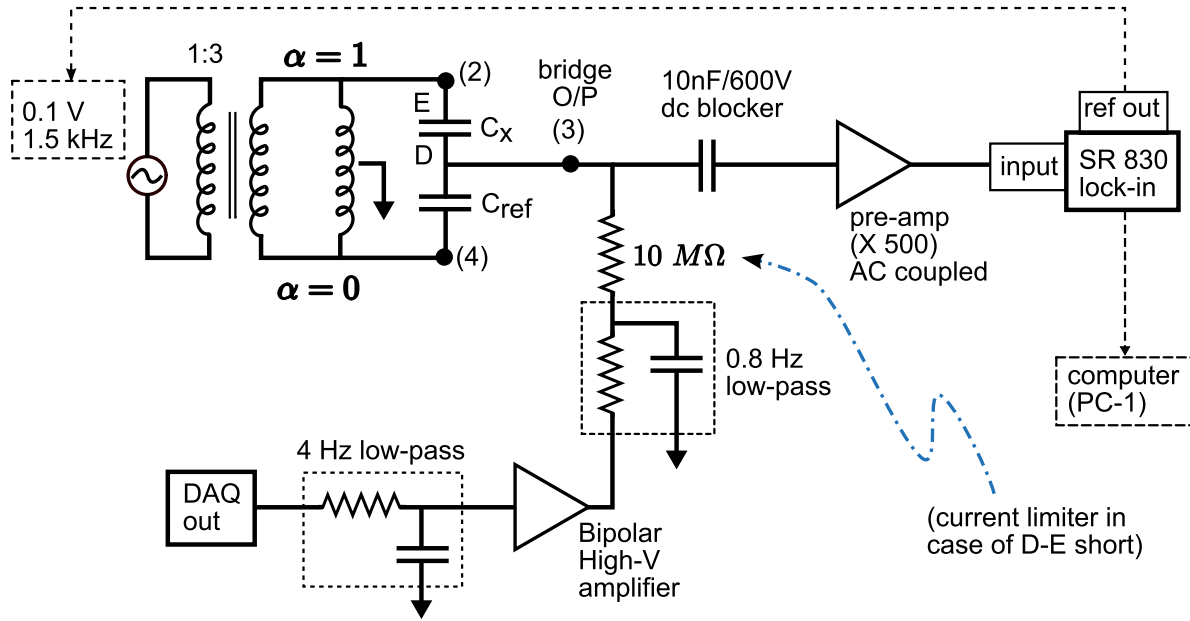 1:3
α = 1
(2)
0.1 V
1.5 kHz
E
Cx
D
Cref
(4)
α = 0
bridge
O/P
(3)
10nF/600V
dc blocker
ref out
input
SR 830
lock-in
pre-amp
(X 500)
AC coupled
10 MΩ
0.8 Hz
low-pass
computer
(PC-1)
4 Hz low-pass
DAQ
out
Bipolar
High-V
amplifier
(current limiter in
case of D-E short)